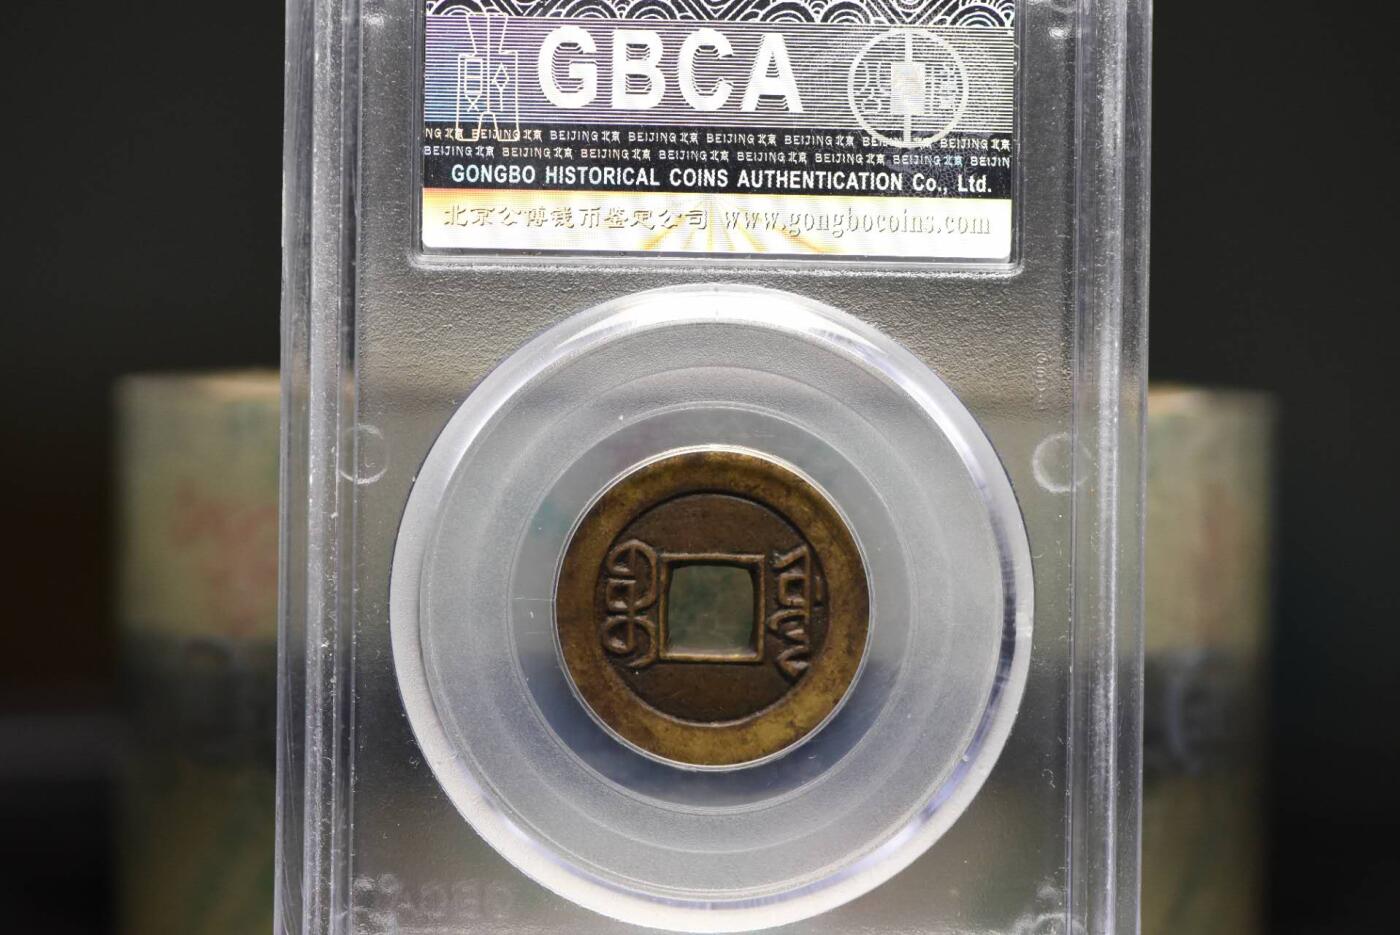 GBCA
NG北京 BEIJING北京 BEIJING北京 BEIJING北京 BEIJING北京 BEIJING北京 BEIJING北京 BEIJING北京
BEIJING北京 BEIJING北京 BEIJING北京 BEIJING北京 BEIJING北京 BEIJING北京 BEIJING北京 BEIJIN
GONGBO HISTORICAL COINS AUTHENTICATION Co., Ltd.
北京公博钱币鉴定公司 www.gongbocoins.com